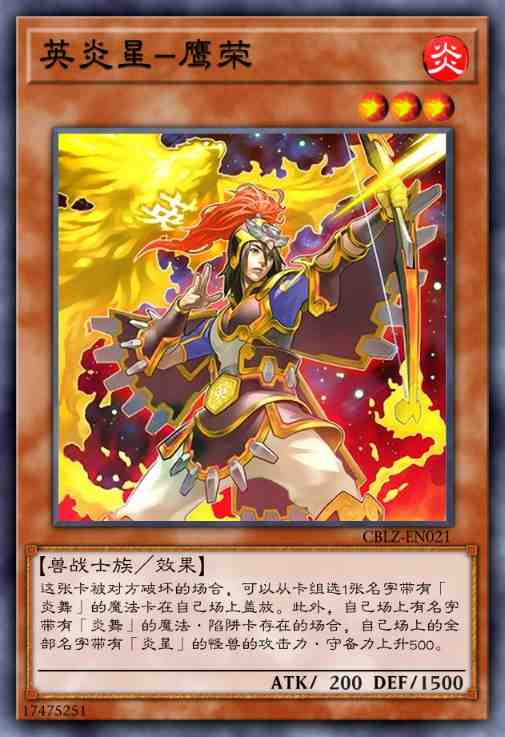 英炎星-鹰荣
炎
CBLZ-EN021
【兽战士族／效果】
这张卡被对方破坏的场合，可以从卡组选1张名字带有「
炎舞」的魔法卡在自己场上盖放。此外，自己场上有名字
带有「炎舞」的魔法·陷阱卡存在的场合，自己场上的全
部名字带有「炎星」的怪兽的攻击力·守备力上升500。
ATK/ 200 DEF/1500
17475251